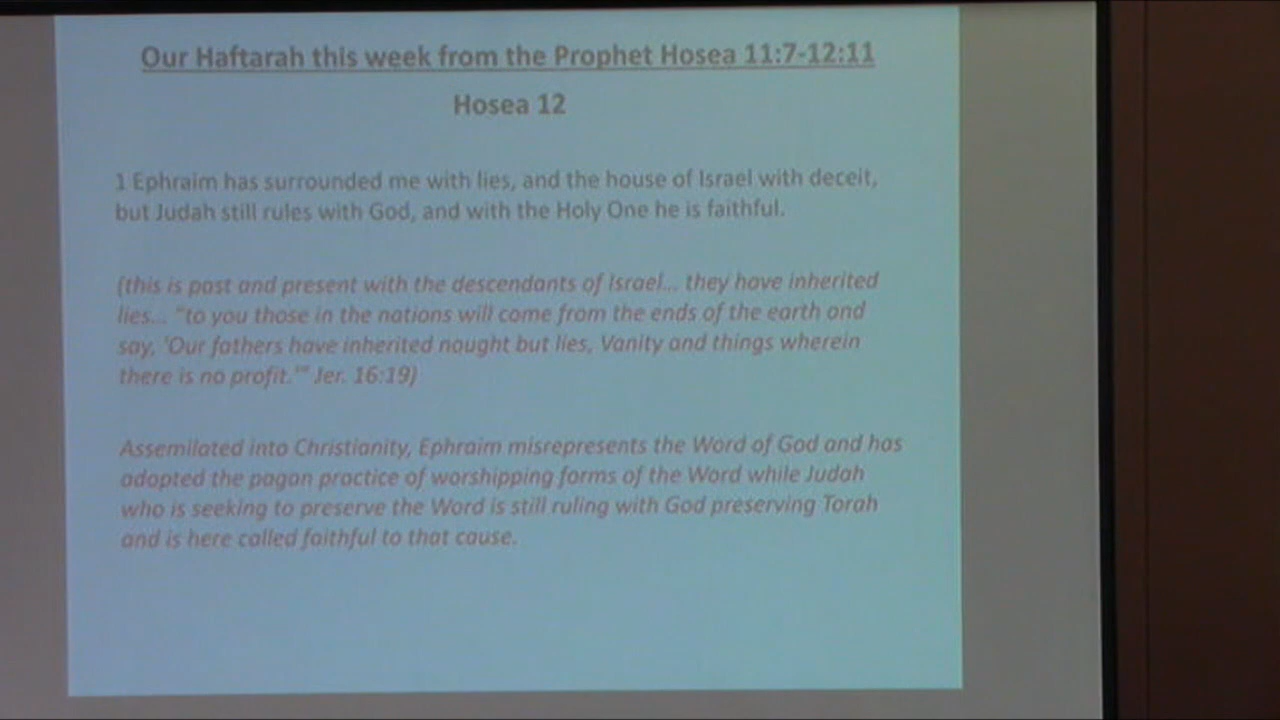 Our Haftarah this week from the Prophet Hosea 11:7-12:11
Hosea 12
1 Ephraim has surrounded me with lies, and the house of Israel with deceit,
but Judah still rules with God, and with the Holy One he is faithful.
(this is past and present with the descendants of Israel... they have inherited
lies... "to you those in the nations will come from the ends of the earth and
say, 'Our fathers have inherited nought but lies, Vanity and things wherein
there is no profit.'" Jer. 16:19)
Assemilated into Christianity, Ephraim misrepresents the Word of God and has
adopted the pagan practice of worshipping forms of the Word while Judah
who is seeking to preserve the Word is still ruling with God preserving Torah
and is here called faithful to that cause.